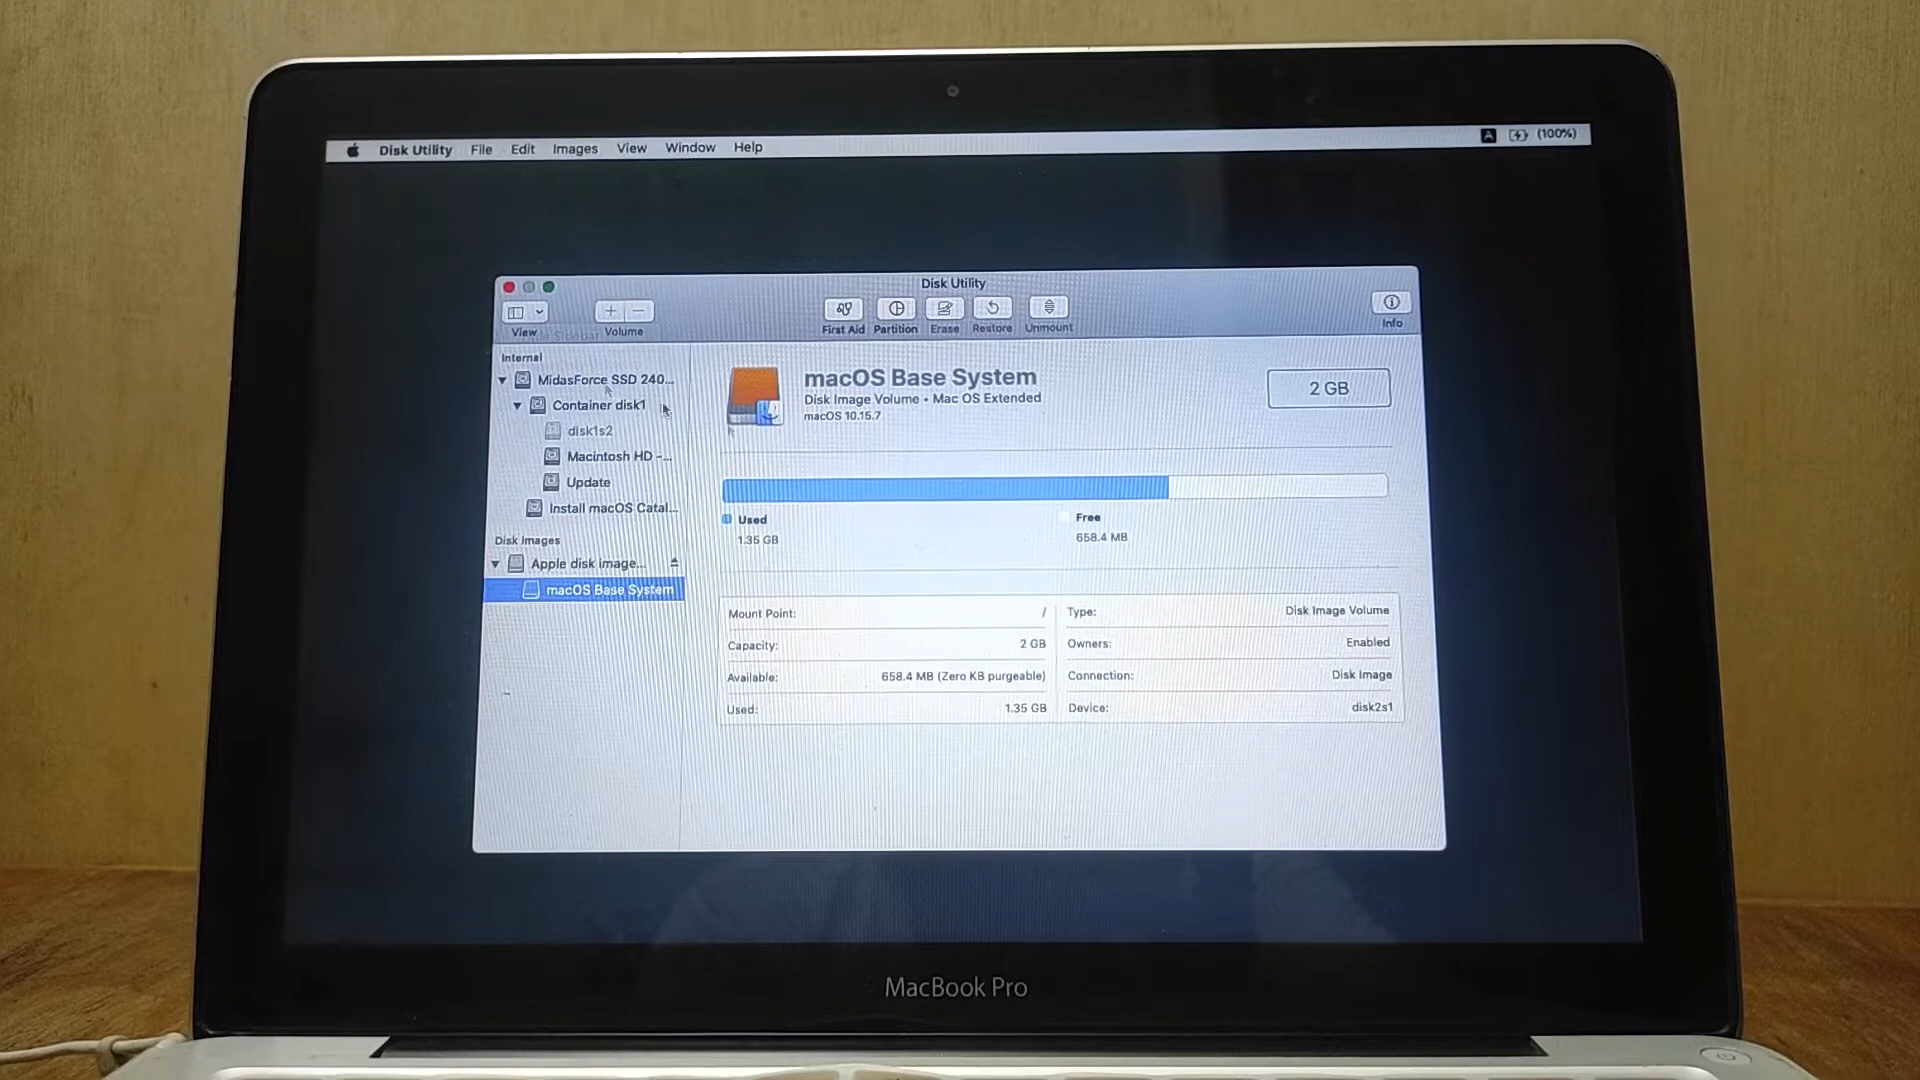 Disk Utility File Edit Images View Window Help
A (100%)
Disk Utility
View
Volume
First Aid Partition Erase Restore Unmount
Info
Internal
MidasForce SSD 240...
Container disk1
disk1s2
Macintosh HD -...
Update
Install macOS Catal...
Disk Images
Apple disk image...
macOS Base System
macOS Base System
Disk Image Volume • Mac OS Extended
macOS 10.15.7
2 GB
Used
1.35 GB
Free
658.4 MB
Mount Point: /
Capacity: 2 GB
Available: 658.4 MB (Zero KB purgeable)
Used: 1.35 GB
Type: Disk Image Volume
Owners: Enabled
Connection: Disk Image
Device: disk2s1
MacBook Pro